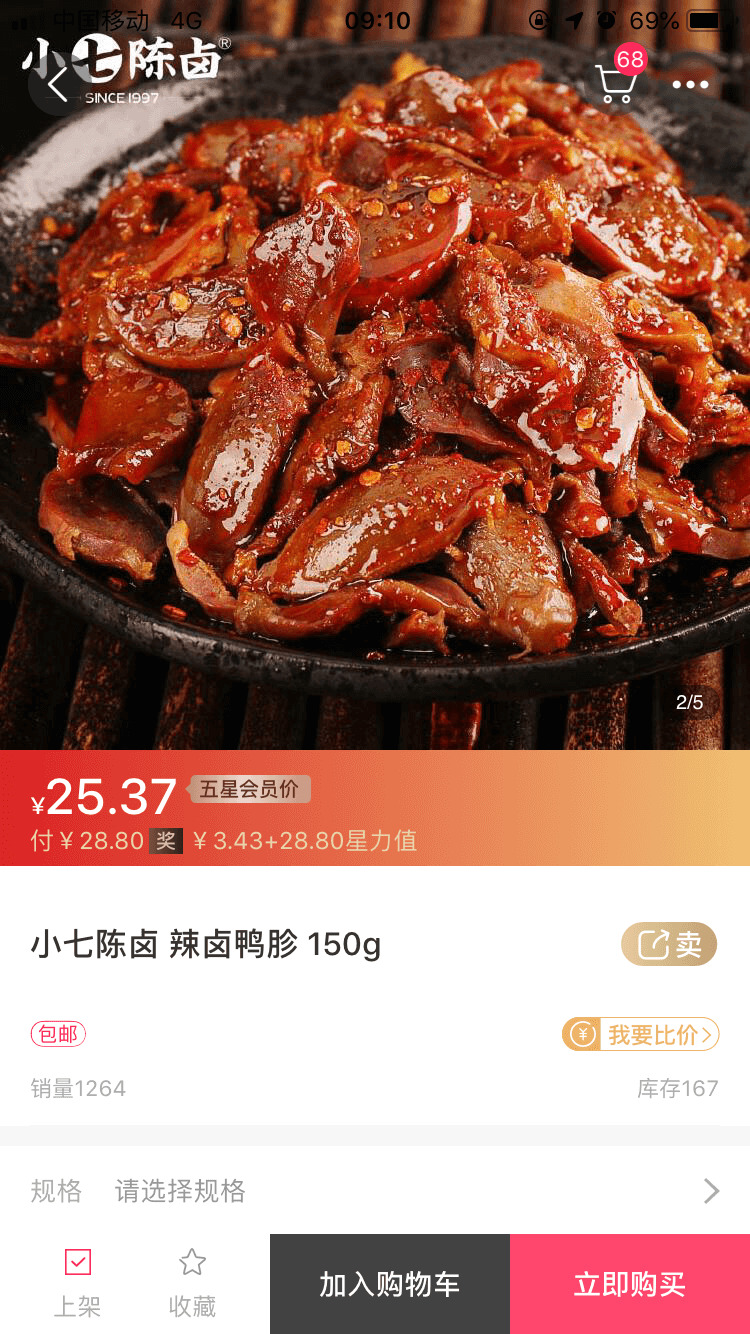 中国移动 4G 09:10 69%
小七陈卤®
SINCE 1997
68
2/5
¥25.37 五星会员价
付¥28.80 奖 ¥3.43+28.80星力值
小七陈卤 辣卤鸭胗 150g
卖
包邮
¥ 我要比价
销量1264 库存167
规格 请选择规格
上架 收藏 加入购物车 立即购买